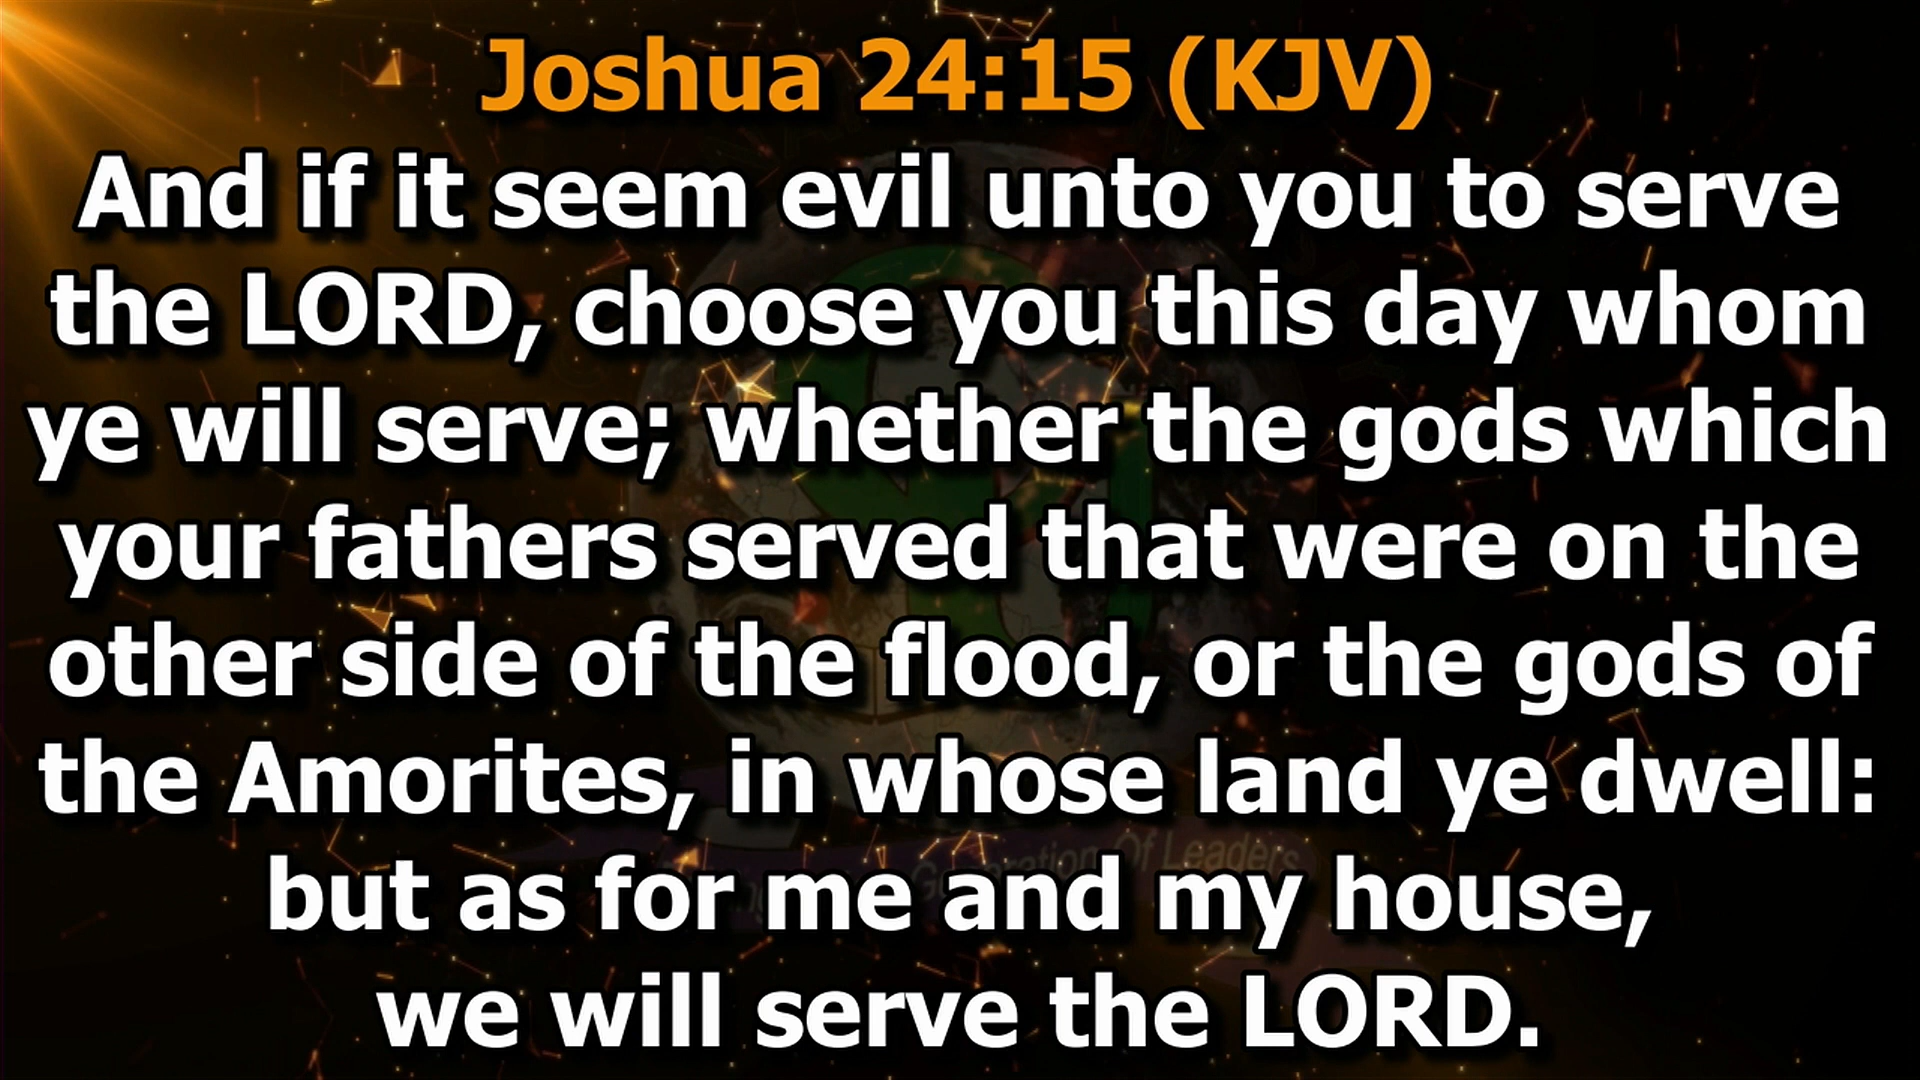 Joshua 24:15 (KJV)
And if it seem evil unto you to serve
the LORD, choose you this day whom
ye will serve; whether the gods which
your fathers served that were on the
other side of the flood, or the gods of
the Amorites, in whose land ye dwell:
but as for me and my house,
we will serve the LORD.
Generation Of Leaders